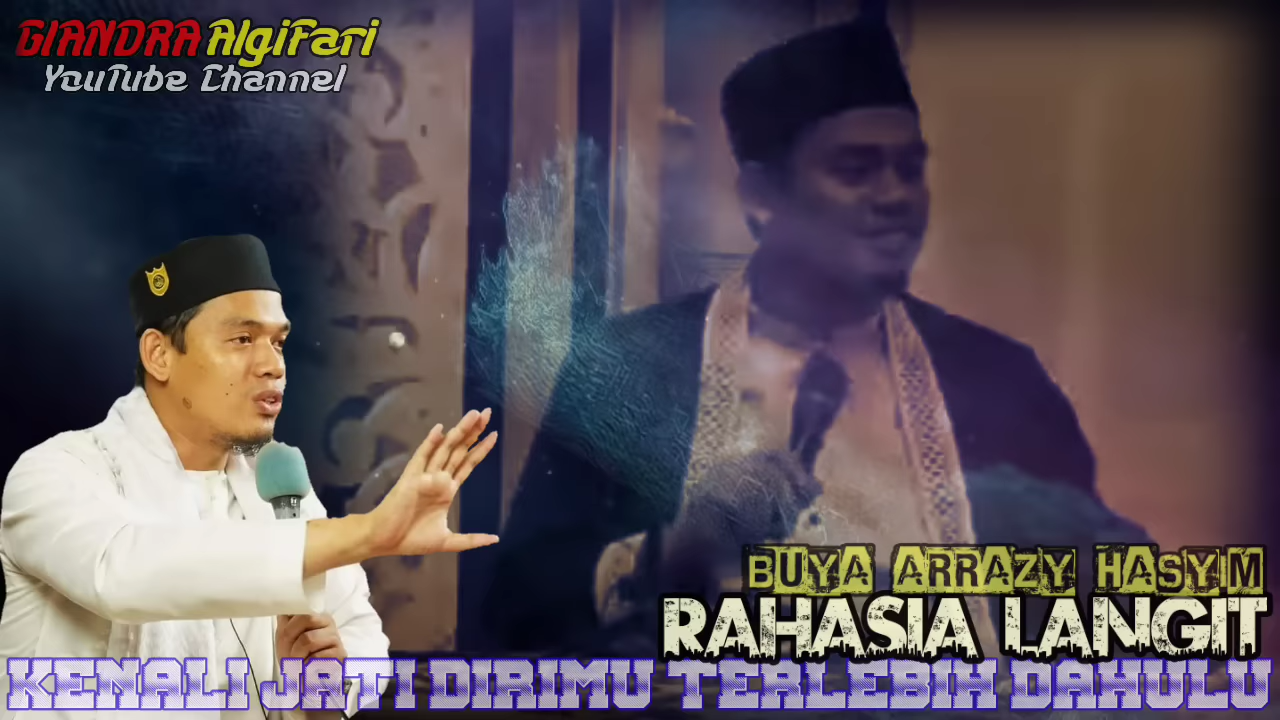 GIANDRA AlgiFari
YouTube Channel
BUYA ARRAZY HASYIM
RAHASIA LANGIT
KENALI JATI DIRIMU TERLEBIH DAHULU